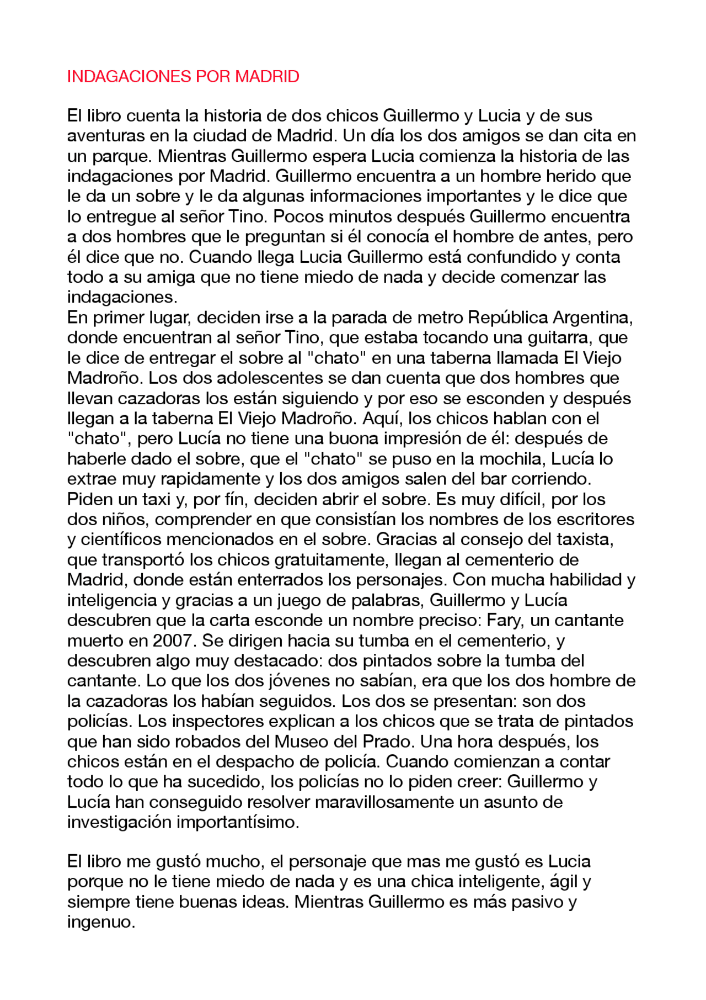 INDAGACIONES POR MADRID
El libro cuenta la historia de dos chicos Guillermo y Lucia y de sus
aventuras en la ciudad de Madrid. Un día los dos amigos se dan cita en
un parque. Mientras Guillermo espera Lucia comienza la historia de las
indagaciones por Madrid. Guillermo encuentra a un hombre herido que
le da un sobre y le da algunas informaciones importantes y le dice que
lo entregue al señor Tino. Pocos minutos después Guillermo encuentra
a dos hombres que le preguntan si él conocía el hombre de antes, pero
él dice que no. Cuando llega Lucia Guillermo está confundido y conta
todo a su amiga que no tiene miedo de nada y decide comenzar las
indagaciones.
En primer lugar, deciden irse a la parada de metro República Argentina,
donde encuentran al señor Tino, que estaba tocando una guitarra, que
le dice de entregar el sobre al "chato" en una taberna llamada El Viejo
Madroño. Los dos adolescentes se dan cuenta que dos hombres que
llevan cazadoras los están siguiendo y por eso se esconden y después
llegan a la taberna El Viejo Madroño. Aquí, los chicos hablan con el
"chato", pero Lucía no tiene una buena impresión de él: después de
haberle dado el sobre, que el "chato" se puso en la mochila, Lucía lo
extrae muy rapidamente y los dos amigos salen del bar corriendo.
Piden un taxi y, por fín, deciden abrir el sobre. Es muy difícil, por los
dos niños, comprender en que consistían los nombres de los escritores
y científicos mencionados en el sobre. Gracias al consejo del taxista,
que transportó los chicos gratuitamente, llegan al cementerio de
Madrid, donde están enterrados los personajes. Con mucha habilidad y
inteligencia y gracias a un juego de palabras, Guillermo y Lucía
descubren que la carta esconde un nombre preciso: Fary, un cantante
muerto en 2007. Se dirigen hacia su tumba en el cementerio, y
descubren algo muy destacado: dos pintados sobre la tumba del
cantante. Lo que los dos jóvenes no sabían, era que los dos hombre de
la cazadoras los habían seguidos. Los dos se presentan: son dos
policías. Los inspectores explican a los chicos que se trata de pintados
que han sido robados del Museo del Prado. Una hora después, los
chicos están en el despacho de policía. Cuando comienzan a contar
todo lo que ha sucedido, los policías no lo piden creer: Guillermo y
Lucía han conseguido resolver maravillosamente un asunto de
investigación importantísimo.
El libro me gustó mucho, el personaje que mas me gustó es Lucia
porque no le tiene miedo de nada y es una chica inteligente, ágil y
siempre tiene buenas ideas. Mientras Guillermo es más pasivo y
ingenuo.